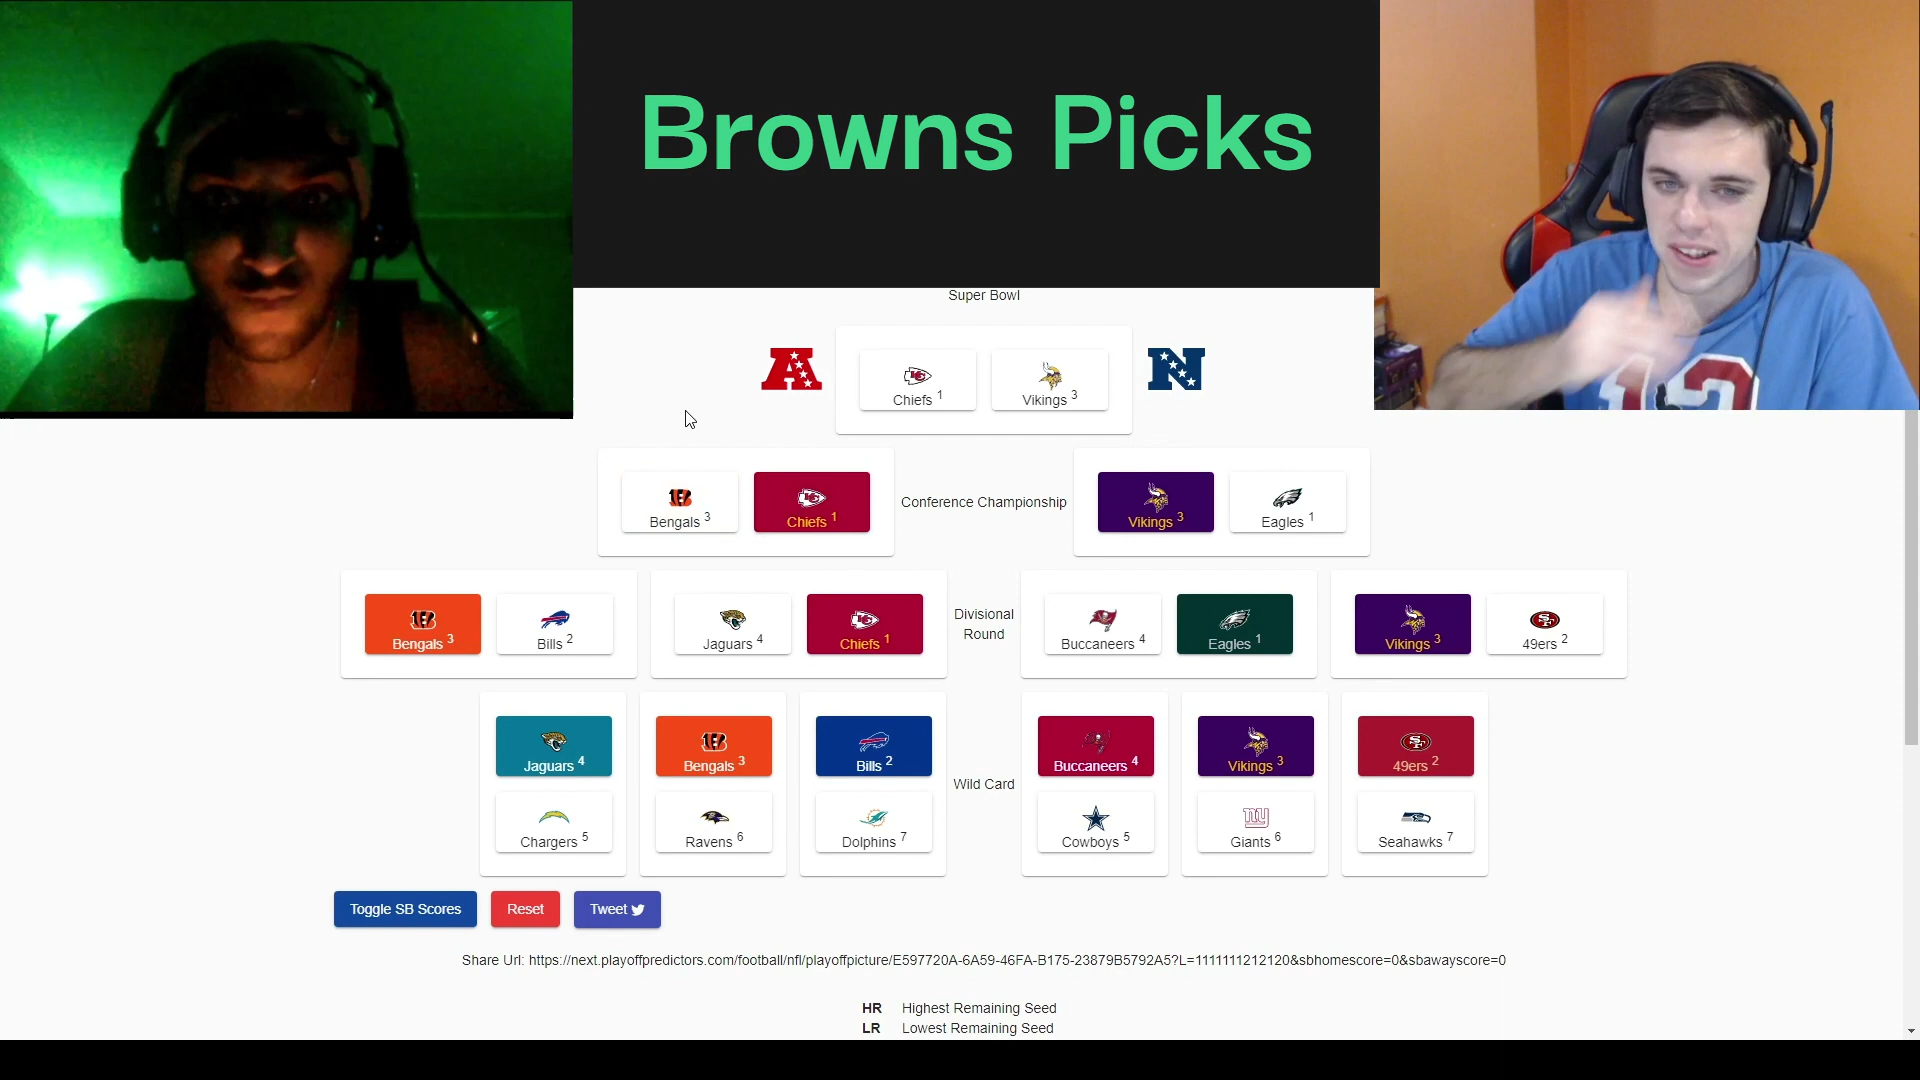 Browns Picks
Super Bowl
Chiefs 1
Vikings 3
Bengals 3
Chiefs 1
Conference Championship
Vikings 3
Eagles 1
Bengals 3
Bills 2
Jaguars 4
Chiefs 1
Divisional
Round
Buccaneers 4
Eagles 1
Vikings 3
49ers 2
Jaguars 4
Bengals 3
Bills 2
Buccaneers 4
Vikings 3
49ers 2
Wild Card
Chargers 5
Ravens 6
Dolphins 7
Cowboys 5
Giants 6
Seahawks 7
Toggle SB Scores
Reset
Tweet
Share Url: https://next.playoffpredictors.com/football/nfl/playoffpicture/E597720A-6A59-46FA-B175-23879B5792A5?L=1111111212120&sbhomescore=0&sbawayscore=0
HR Highest Remaining Seed
LR Lowest Remaining Seed